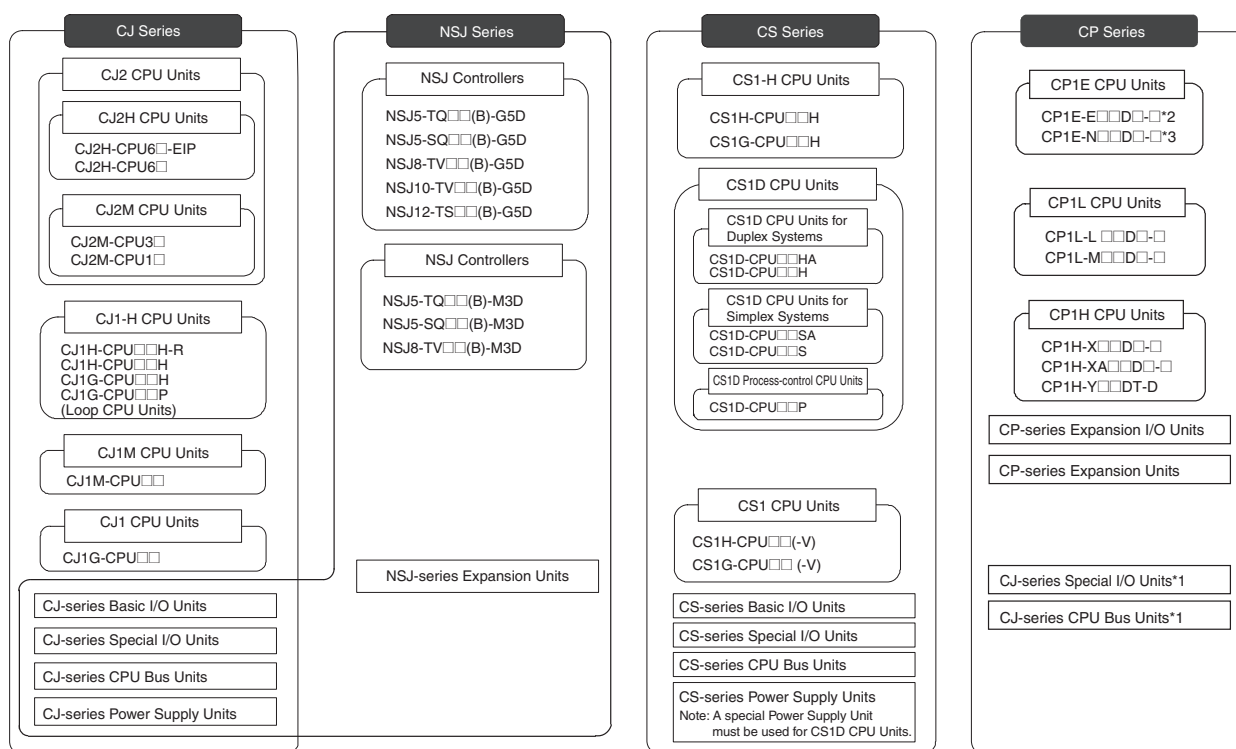 CJ Series
CJ2 CPU Units
CJ2H CPU Units
CJ2H-CPU6□-EIP
CJ2H-CPU6□
CJ2M CPU Units
CJ2M-CPU3□
CJ2M-CPU1□
CJ1-H CPU Units
CJ1H-CPU□□H-R
CJ1H-CPU□□H
CJ1G-CPU□□H
CJ1G-CPU□□P
(Loop CPU Units)
CJ1M CPU Units
CJ1M-CPU□□
CJ1 CPU Units
CJ1G-CPU□□
CJ-series Basic I/O Units
CJ-series Special I/O Units
CJ-series CPU Bus Units
CJ-series Power Supply Units
NSJ Series
NSJ Controllers
NSJ5-TQ□□(B)-G5D
NSJ5-SQ□□(B)-G5D
NSJ8-TV□□(B)-G5D
NSJ10-TV□□(B)-G5D
NSJ12-TS□□(B)-G5D
NSJ Controllers
NSJ5-TQ□□(B)-M3D
NSJ5-SQ□□(B)-M3D
NSJ8-TV□□(B)-M3D
NSJ-series Expansion Units
CS Series
CS1-H CPU Units
CS1H-CPU□□H
CS1G-CPU□□H
CS1D CPU Units
CS1D CPU Units for
Duplex Systems
CS1D-CPU□□HA
CS1D-CPU□□H
CS1D CPU Units for
Simplex Systems
CS1D-CPU□□SA
CS1D-CPU□□S
CS1D Process-control CPU Units
CS1D-CPU□□P
CS1 CPU Units
CS1H-CPU□□(-V)
CS1G-CPU□□ (-V)
CS-series Basic I/O Units
CS-series Special I/O Units
CS-series CPU Bus Units
CS-series Power Supply Units
Note: A special Power Supply Unit
must be used for CS1D CPU Units.
CP Series
CP1E CPU Units
CP1E-E□□D□-□*2
CP1E-N□□D□-□*3
CP1L CPU Units
CP1L-L □□D□-□
CP1L-M□□D□-□
CP1H CPU Units
CP1H-X□□D□-□
CP1H-XA□□D□-□
CP1H-Y□□DT-D
CP-series Expansion I/O Units
CP-series Expansion Units
CJ-series Special I/O Units*1
CJ-series CPU Bus Units*1